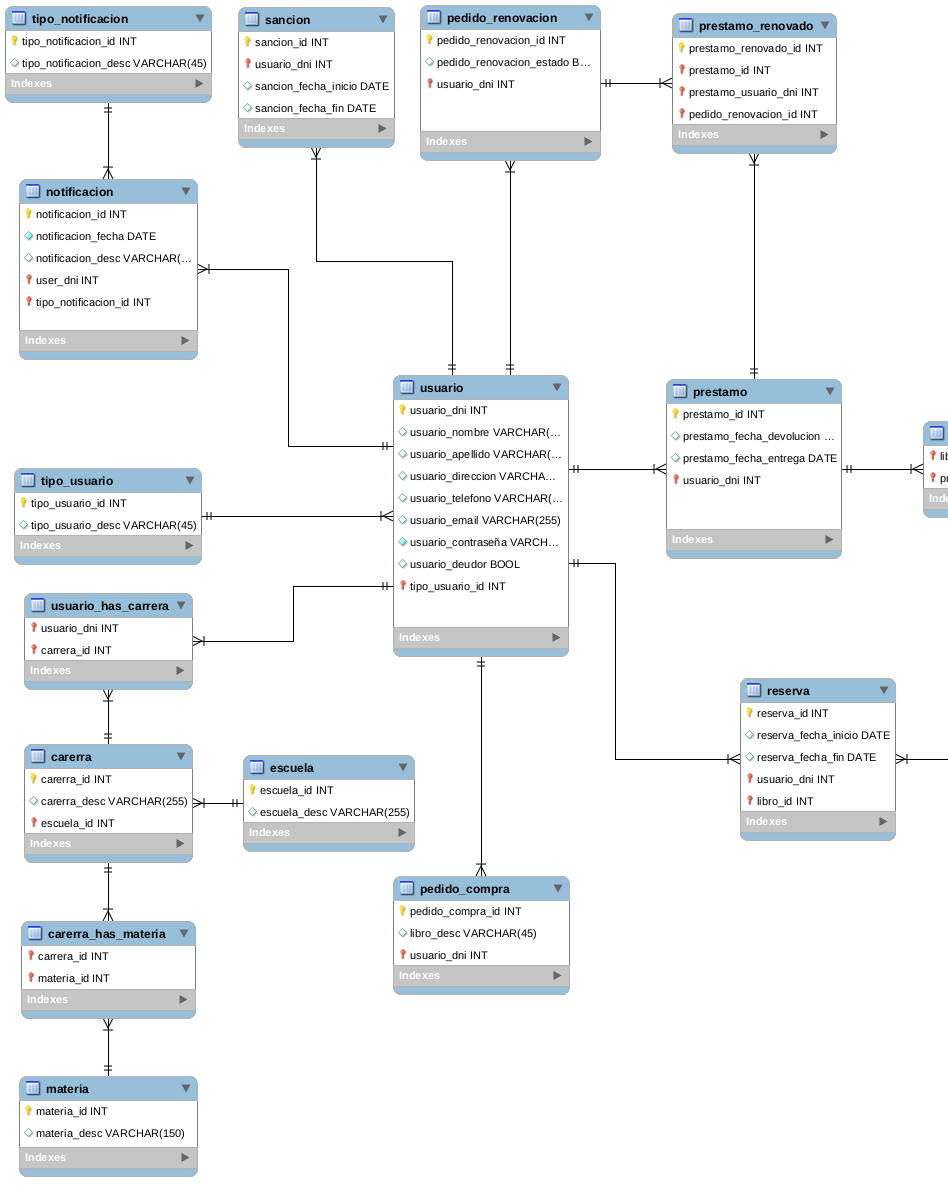 tipo_notificacion
tipo_notificacion_id INT
tipo_notificacion_desc VARCHAR(45)
Indexes
sancion
sancion_id INT
usuario_dni INT
sancion_fecha_inicio DATE
sancion_fecha_fin DATE
Indexes
pedido_renovacion
pedido_renovacion_id INT
pedido_renovacion_estado B...
usuario_dni INT
Indexes
prestamo_renovado
prestamo_renovado_id INT
prestamo_id INT
prestamo_usuario_dni INT
pedido_renovacion_id INT
Indexes
notificacion
notificacion_id INT
notificacion_fecha DATE
notificacion_desc VARCHAR(...
user_dni INT
tipo_notificacion_id INT
Indexes
usuario
usuario_dni INT
usuario_nombre VARCHAR(...
usuario_apellido VARCHAR(...
usuario_direccion VARCHA...
usuario_telefono VARCHAR(...
usuario_email VARCHAR(255)
usuario_contraseña VARCH...
usuario_deudor BOOL
tipo_usuario_id INT
Indexes
prestamo
prestamo_id INT
prestamo_fecha_devolucion ...
prestamo_fecha_entrega DATE
usuario_dni INT
Indexes
lib
pr
Inde
tipo_usuario
tipo_usuario_id INT
tipo_usuario_desc VARCHAR(45)
Indexes
usuario_has_carrera
usuario_dni INT
carrera_id INT
Indexes
reserva
reserva_id INT
reserva_fecha_inicio DATE
reserva_fecha_fin DATE
usuario_dni INT
libro_id INT
Indexes
carerra
carerra_id INT
carerra_desc VARCHAR(255)
escuela_id INT
Indexes
escuela
escuela_id INT
escuela_desc VARCHAR(255)
Indexes
pedido_compra
pedido_compra_id INT
libro_desc VARCHAR(45)
usuario_dni INT
Indexes
carerra_has_materia
carrera_id INT
materia_id INT
Indexes
materia
materia_id INT
materia_desc VARCHAR(150)
Indexes